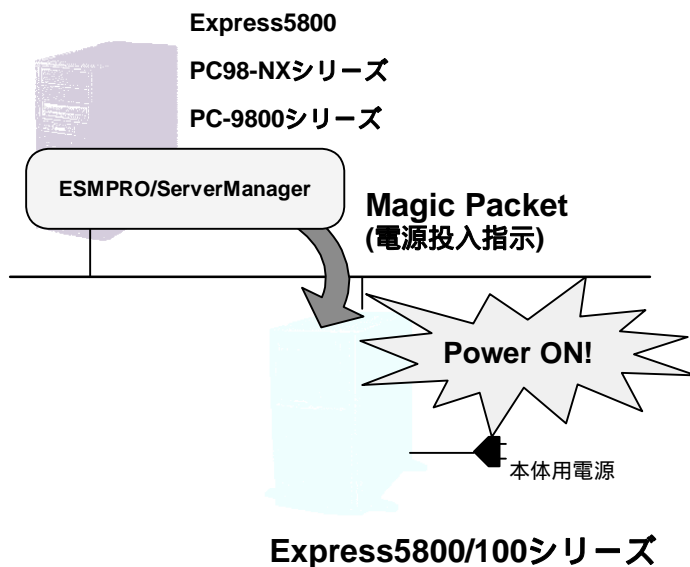 Express5800
PC98-NXシリーズ
PC-9800シリーズ
ESMPRO/ServerManager
Magic Packet
(電源投入指示)
Power ON!
本体用電源
Express5800/100シリーズ